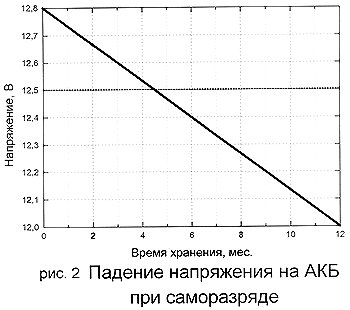 12,8
12,7
12,6
12,5
12,4
12,3
12,2
12,1
12,0
Напряжение, В
0 2 4 6 8 10 12
Время хранения, мес.
рис. 2 Падение напряжения на АКБ
при саморазряде